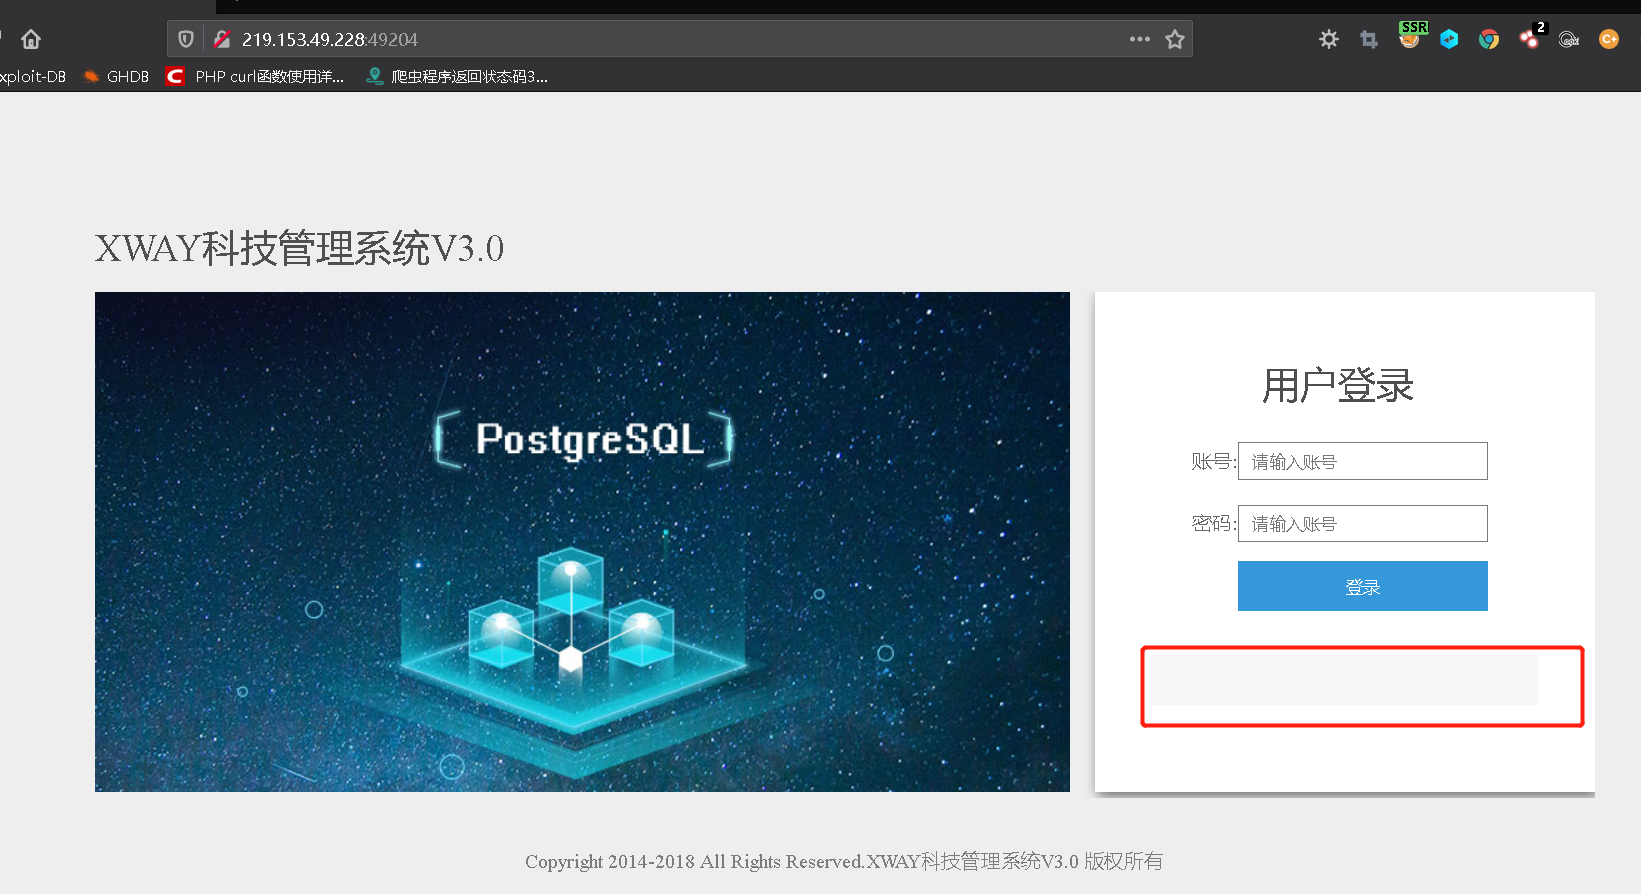 219.153.49.228:49204
SSR
2
C+
xploit-DB
GHDB
C
PHP curl函数使用详...
爬虫程序返回状态码3...
XWAY科技管理系统V3.0
PostgreSQL
用户登录
账号:
请输入账号
密码:
请输入账号
登录
Copyright 2014-2018 All Rights Reserved.XWAY科技管理系统V3.0 版权所有